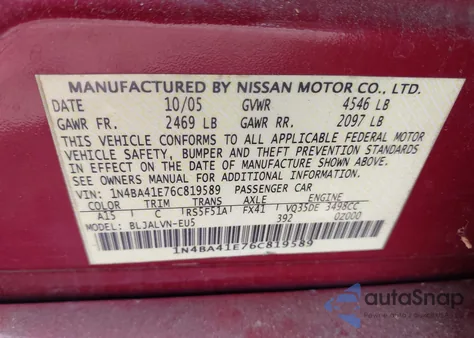 MANUFACTURED BY NISSAN MOTOR CO., LTD.
DATE 10/05 GVWR 4546 LB
GAWR FR. 2469 LB GAWR RR. 2097 LB
THIS VEHICLE CONFORMS TO ALL APPLICABLE FEDERAL MOTOR
VEHICLE SAFETY, BUMPER AND THEFT PREVENTION STANDARDS
IN EFFECT ON THE DATE OF MANUFACTURE SHOWN ABOVE.
SEE OWNERS MANUAL FOR ADDITIONAL INFORMATION.
VIN: 1N4BA41E76C819589 PASSENGER CAR
COLOR TRIM TRANS AXLE ENGINE
A15 C RS5F51A FX41 VQ35DE 3498CC
MODEL: BLJALVN-EU5 392 02000
1N4BA41E76C819589
autoSnap